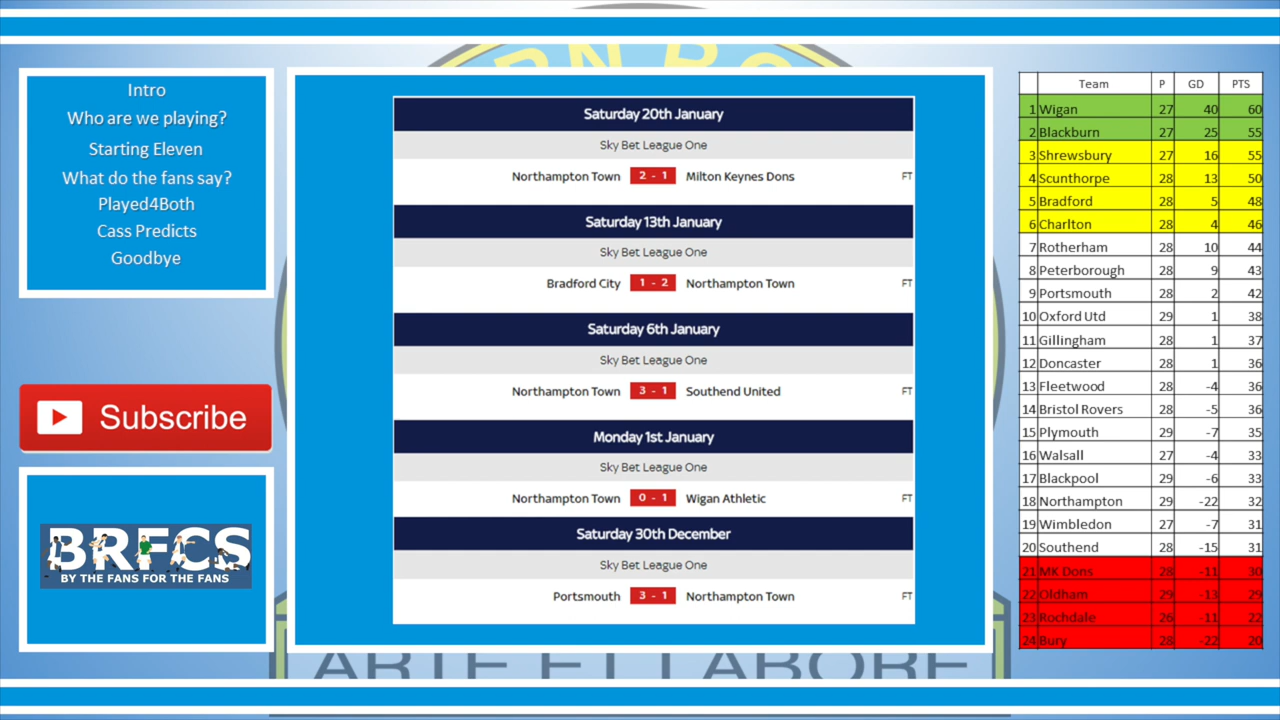 RN RO
Intro
Who are we playing?
Starting Eleven
What do the fans say?
Played4Both
Cass Predicts
Goodbye
Subscribe
BRFCS
BY THE FANS FOR THE FANS
Saturday 20th January
Sky Bet League One
Northampton Town 2 - 1 Milton Keynes Dons FT
Saturday 13th January
Sky Bet League One
Bradford City 1 - 2 Northampton Town FT
Saturday 6th January
Sky Bet League One
Northampton Town 3 - 1 Southend United FT
Monday 1st January
Sky Bet League One
Northampton Town 0 - 1 Wigan Athletic FT
Saturday 30th December
Sky Bet League One
Portsmouth 3 - 1 Northampton Town FT
Team P GD PTS
1 Wigan 27 40 60
2 Blackburn 27 25 55
3 Shrewsbury 27 16 55
4 Scunthorpe 28 13 50
5 Bradford 28 5 48
6 Charlton 28 4 46
7 Rotherham 28 10 44
8 Peterborough 28 9 43
9 Portsmouth 28 2 42
10 Oxford Utd 29 1 38
11 Gillingham 28 1 37
12 Doncaster 28 1 36
13 Fleetwood 28 -4 36
14 Bristol Rovers 28 -5 36
15 Plymouth 29 -7 35
16 Walsall 27 -4 33
17 Blackpool 29 -6 33
18 Northampton 29 -22 32
19 Wimbledon 27 -7 31
20 Southend 28 -15 31
21 MK Dons 28 -11 30
22 Oldham 29 -13 29
23 Rochdale 26 -11 22
24 Bury 28 -22 20
ARTE ET LABORE